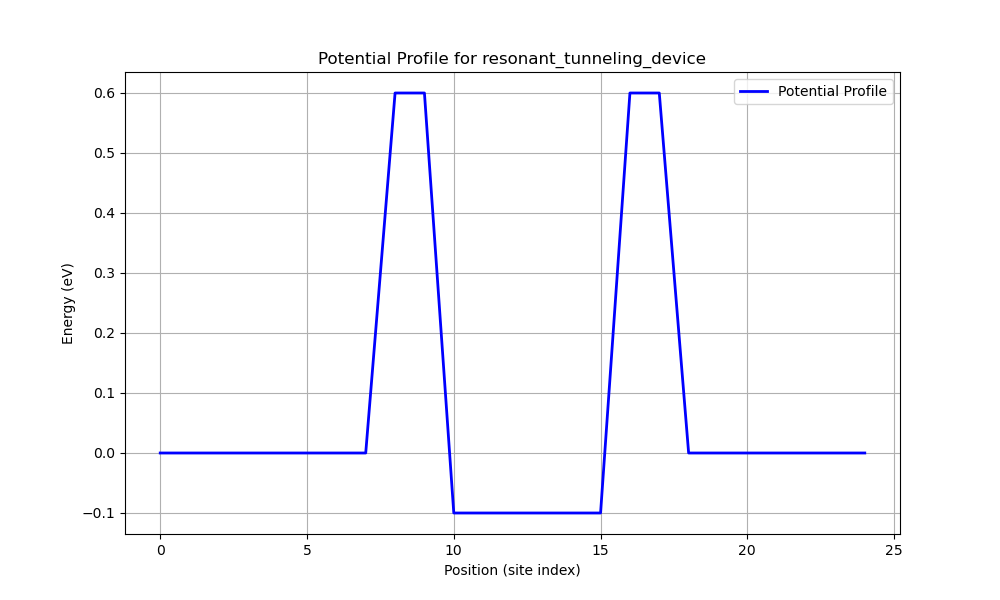 Potential Profile for resonant_tunneling_device
Potential Profile
Energy (eV)
0.6
0.5
0.4
0.3
0.2
0.1
0.0
−0.1
0 5 10 15 20 25
Position (site index)